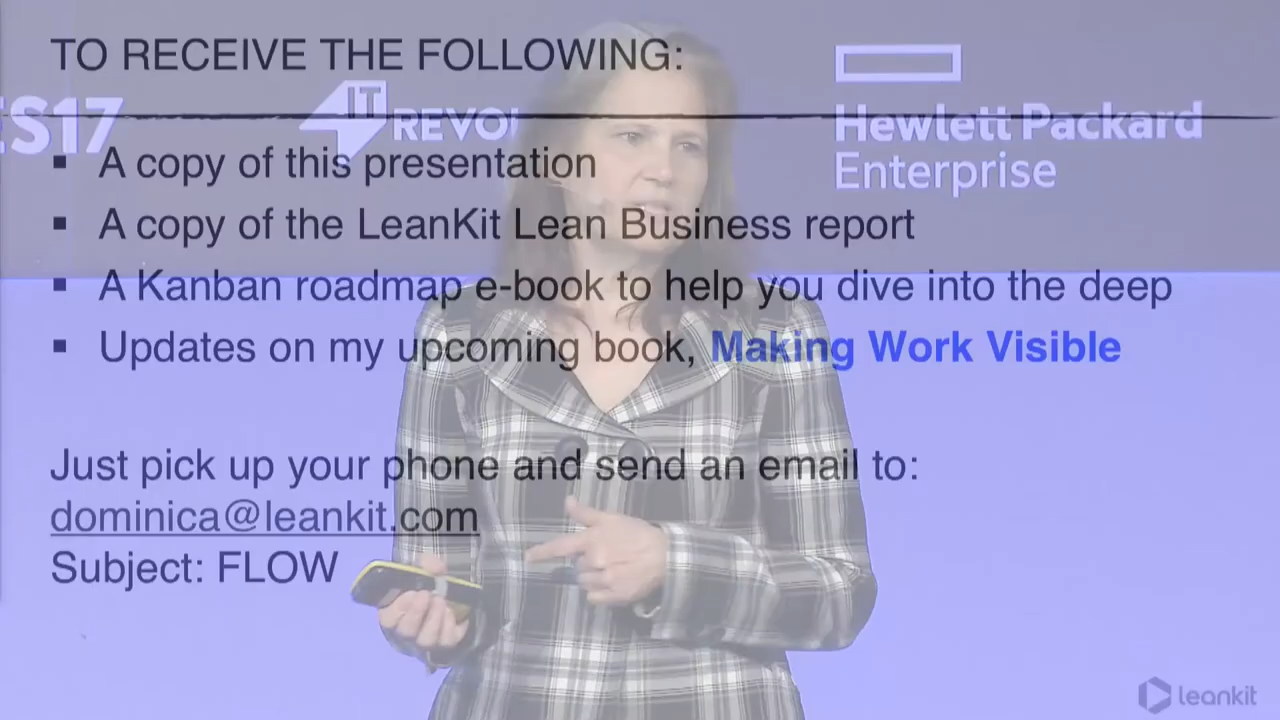 TO RECEIVE THE FOLLOWING:
ES17
IT
REVOL
Hewlett Packard
Enterprise
▪ A copy of this presentation
▪ A copy of the LeanKit Lean Business report
▪ A Kanban roadmap e-book to help you dive into the deep
▪ Updates on my upcoming book, Making Work Visible
Just pick up your phone and send an email to:
dominica@leankit.com
Subject: FLOW
leankit